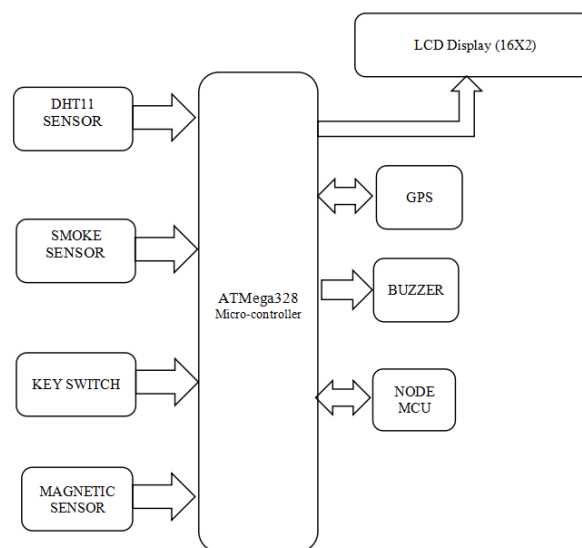 LCD Display (16X2)
DHT11
SENSOR
GPS
SMOKE
SENSOR
BUZZER
ATMega328
Micro-controller
KEY SWITCH
NODE
MCU
MAGNETIC
SENSOR